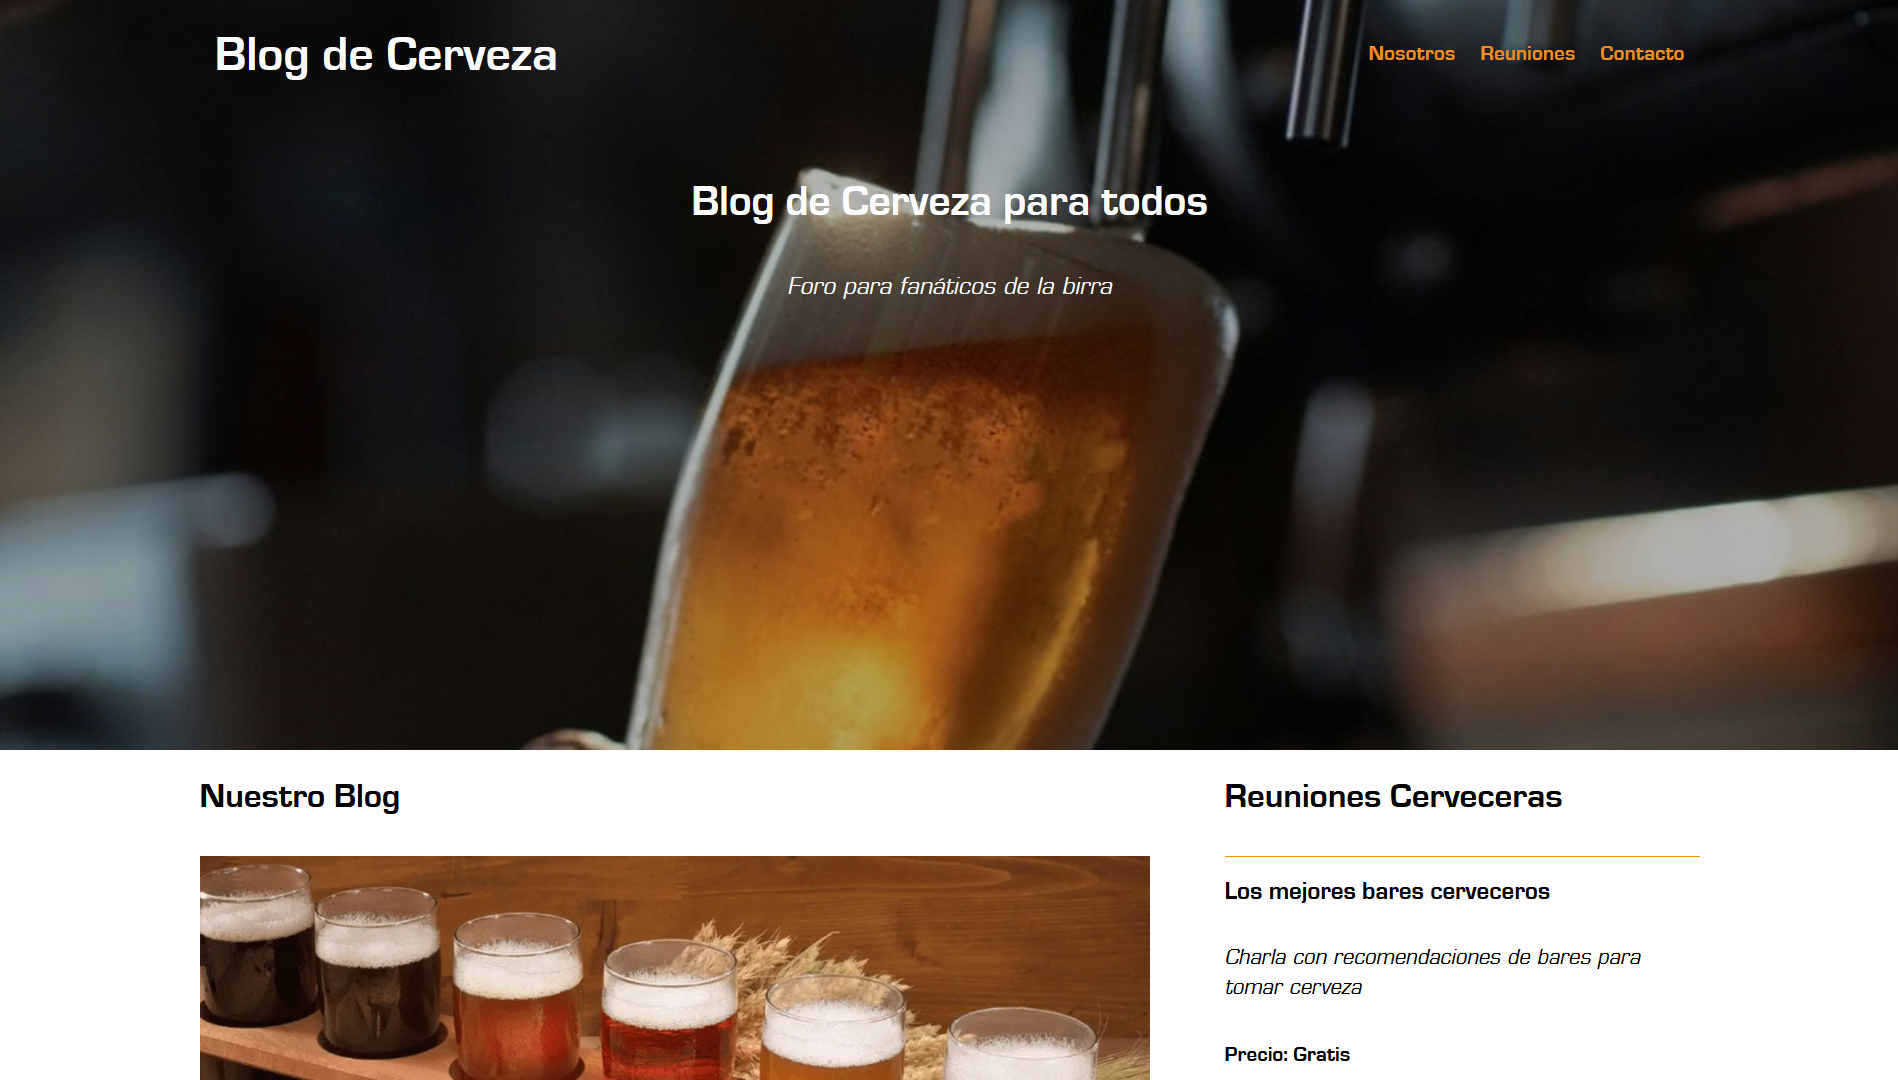 Blog de Cerveza
Nosotros Reuniones Contacto
Blog de Cerveza para todos
Foro para fanáticos de la birra
Nuestro Blog
Reuniones Cerveceras
Los mejores bares cerveceros
Charla con recomendaciones de bares para
tomar cerveza
Precio: Gratis